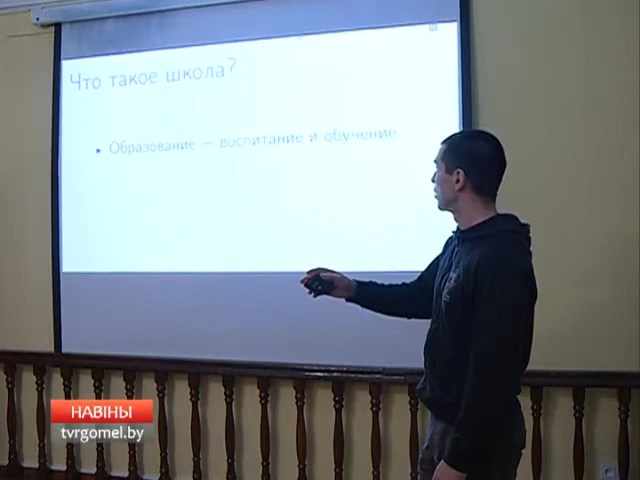 Что такое школа?
▸ Образование — воспитание и обучение
НАВІНЫ
tvrgomel.by